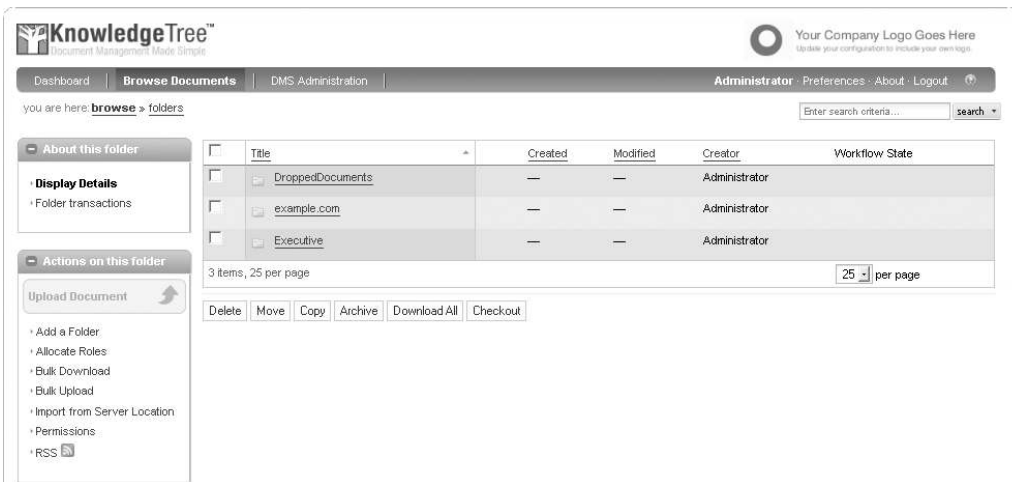 KnowledgeTree™
Document Management Made Simple
Your Company Logo Goes Here
Update your configuration to include your own logo.
Dashboard | Browse Documents | DMS Administration |
Administrator · Preferences · About · Logout
you are here: browse » folders
Enter search criteria... search
About this folder
Display Details
Folder transactions
Actions on this folder
Upload Document
Add a Folder
Allocate Roles
Bulk Download
Bulk Upload
Import from Server Location
Permissions
RSS
Title Created Modified Creator Workflow State
DroppedDocuments — — Administrator
example.com — — Administrator
Executive — — Administrator
3 items, 25 per page 25 per page
Delete Move Copy Archive Download All Checkout